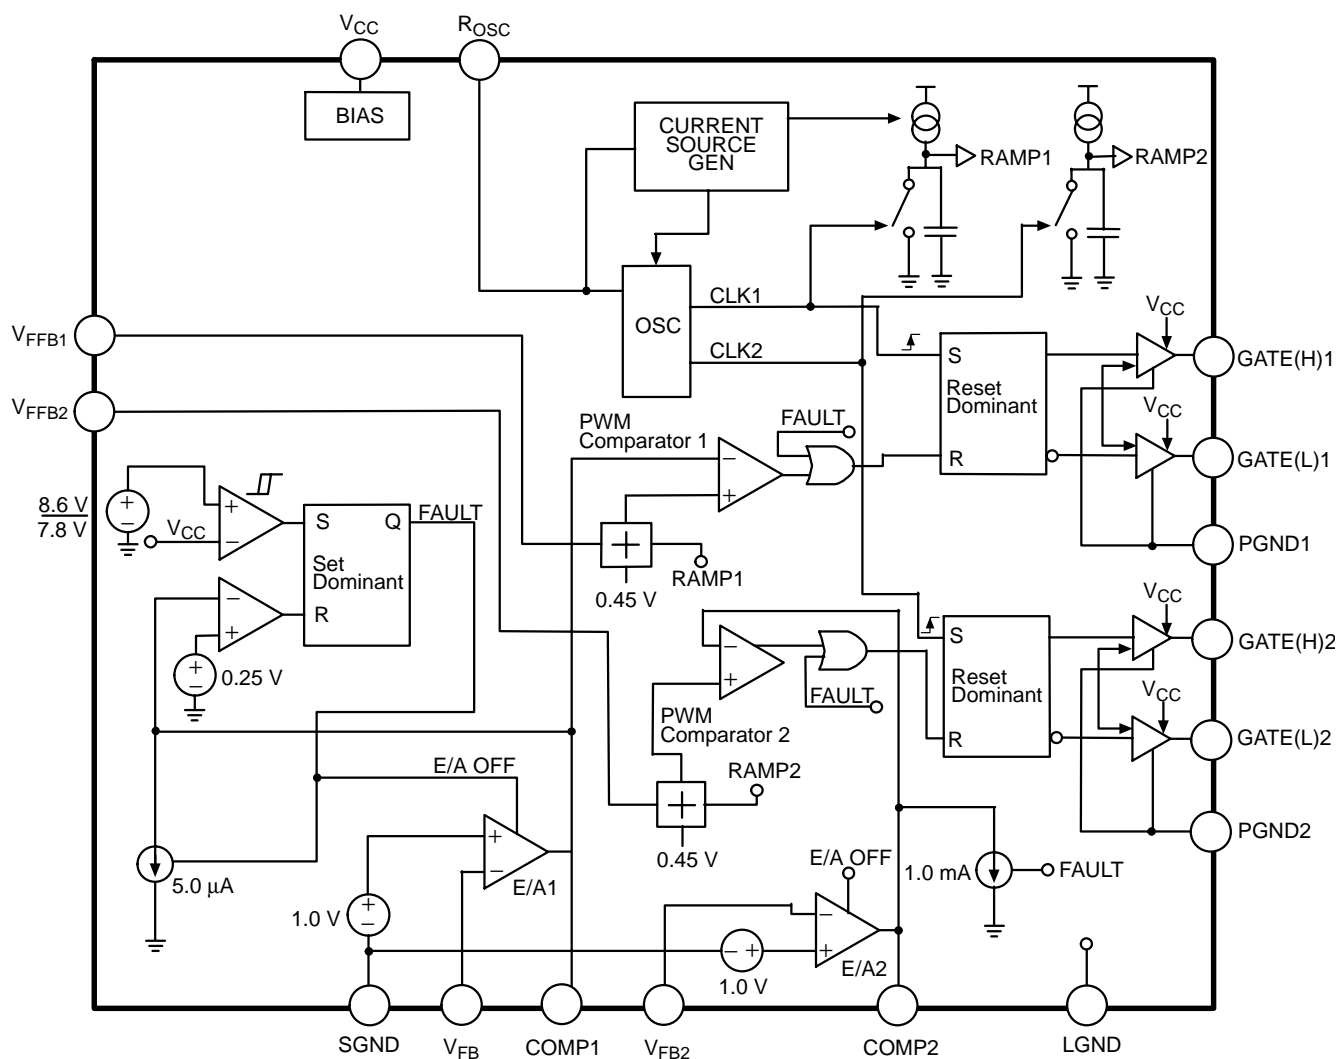 VCC
ROSC
BIAS
CURRENT
SOURCE
GEN
RAMP1
RAMP2
OSC
CLK1
CLK2
VFFB1
VFFB2
VCC
S
Reset
Dominant
R
GATE(H)1
VCC
GATE(L)1
PGND1
PWM
Comparator 1
FAULT
−
+
+
RAMP1
0.45 V
8.6 V
7.8 V
+
−
VCC
+
−
S
Q
FAULT
Set
Dominant
R
−
+
+
−
0.25 V
−
+
FAULT
PWM
Comparator 2
RAMP2
+
0.45 V
S
Reset
Dominant
R
VCC
GATE(H)2
VCC
GATE(L)2
PGND2
E/A OFF
5.0 μA
+
−
E/A1
+
−
1.0 V
E/A OFF
−
+
E/A2
− +
1.0 V
1.0 mA
FAULT
SGND
VFB
COMP1
VFB2
COMP2
LGND